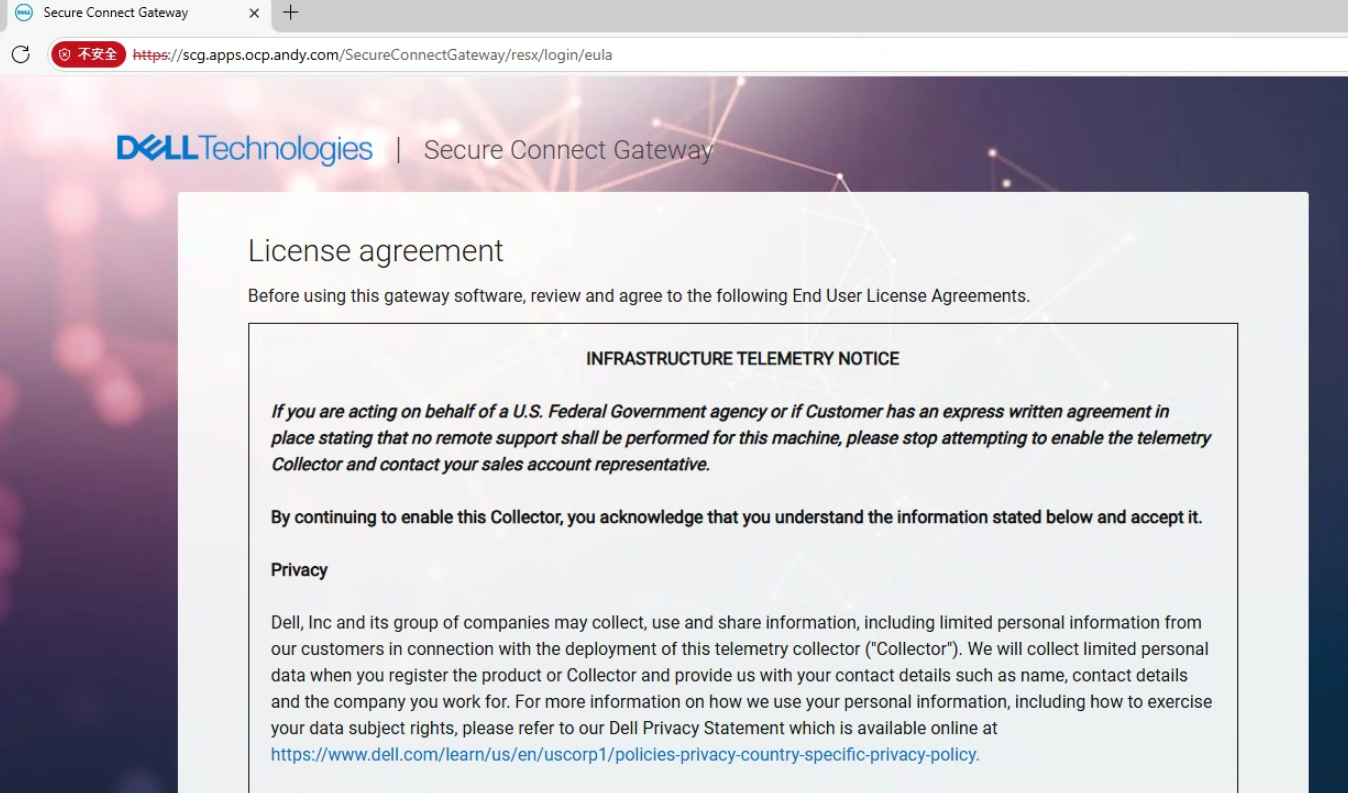 Secure Connect Gateway
不安全 https://scg.apps.ocp.andy.com/SecureConnectGateway/resx/login/eula
DELLTechnologies | Secure Connect Gateway
License agreement
Before using this gateway software, review and agree to the following End User License Agreements.
INFRASTRUCTURE TELEMETRY NOTICE
If you are acting on behalf of a U.S. Federal Government agency or if Customer has an express written agreement in
place stating that no remote support shall be performed for this machine, please stop attempting to enable the telemetry
Collector and contact your sales account representative.
By continuing to enable this Collector, you acknowledge that you understand the information stated below and accept it.
Privacy
Dell, Inc and its group of companies may collect, use and share information, including limited personal information from
our customers in connection with the deployment of this telemetry collector ("Collector"). We will collect limited personal
data when you register the product or Collector and provide us with your contact details such as name, contact details
and the company you work for. For more information on how we use your personal information, including how to exercise
your data subject rights, please refer to our Dell Privacy Statement which is available online at
https://www.dell.com/learn/us/en/uscorp1/policies-privacy-country-specific-privacy-policy.